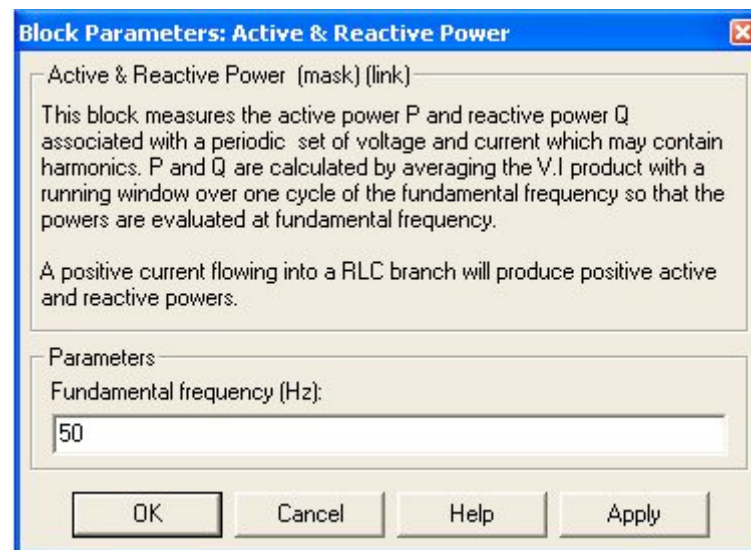 Block Parameters: Active & Reactive Power
Active & Reactive Power (mask) (link)
This block measures the active power P and reactive power Q
associated with a periodic set of voltage and current which may contain
harmonics. P and Q are calculated by averaging the V.I product with a
running window over one cycle of the fundamental frequency so that the
powers are evaluated at fundamental frequency.
A positive current flowing into a RLC branch will produce positive active
and reactive powers.
Parameters
Fundamental frequency (Hz):
50
OK Cancel Help Apply